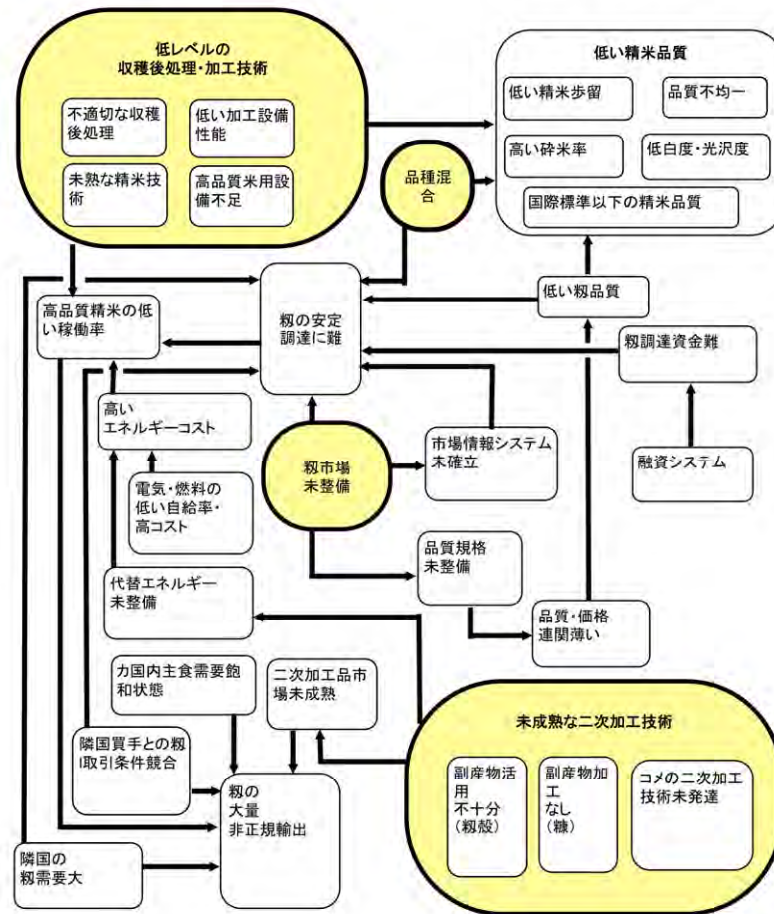 低レベルの
収穫後処理・加工技術
不適切な収穫
後処理
低い加工設備
性能
未熟な精米技
術
高品質米用設
備不足
低い精米品質
低い精米歩留
品質不均一
高い砕米率
低白度・光沢度
国際標準以下の精米品質
品種混
合
高品質精米の低
い稼働率
籾の安定
調達に難
低い籾品質
籾調達資金難
高い
エネルギーコスト
籾市場
未整備
市場情報システム
未確立
融資システム
電気・燃料の
低い自給率・
高コスト
品質規格
未整備
代替エネルギー
未整備
品質・価格
連関薄い
カ国内主食需要飽
和状態
二次加工品市
場未成熟
未成熟な二次加工技術
隣国買手との籾
取引条件競合
籾の
大量
非正規輸出
副産物活
用
不十分
(籾殻)
副産物加
工
なし
(糠)
コメの二次加工
技術未発達
隣国の
籾需要大